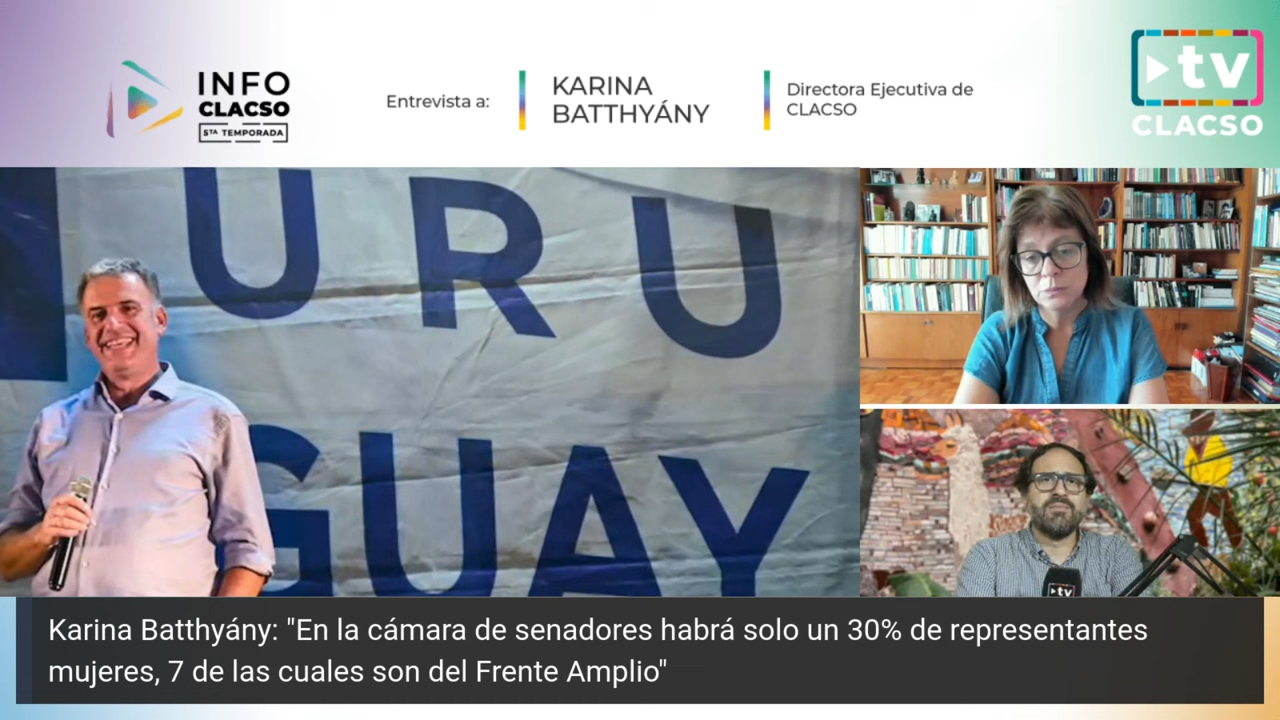 INFO
CLACSO
5TA TEMPORADA
Entrevista a:
KARINA
BATTHYÁNY
Directora Ejecutiva de
CLACSO
tv
CLACSO
URU
GUAY
tv
Karina Batthyány: "En la cámara de senadores habrá solo un 30% de representantes
mujeres, 7 de las cuales son del Frente Amplio"